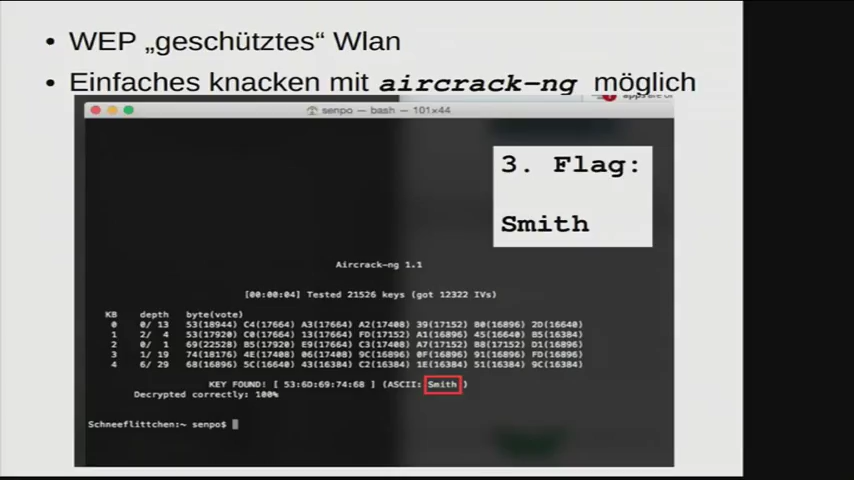 • WEP „geschütztes“ Wlan
• Einfaches knacken mit aircrack-ng möglich
senpo — bash — 101×44
3. Flag:
Smith
Aircrack-ng 1.1
[00:00:04] Tested 21526 keys (got 12322 IVs)
KB depth byte(vote)
0 0/ 13 53(18944) C4(17664) A3(17664) A2(17408) 39(17152) B0(16896) 2D(16640)
1 2/ 4 53(17920) C0(17664) 13(17664) FD(17152) A1(16896) 45(16640) B5(16384)
2 0/ 1 69(22528) B5(17920) E9(17664) C3(17408) A7(17152) B8(17152) D1(16896)
3 1/ 19 74(18176) 4E(17408) 06(17408) 9C(16896) 0F(16896) 91(16896) FD(16896)
4 6/ 29 68(16896) 5C(16640) 43(16384) C2(16384) 1E(16384) 51(16384) 9C(16384)
KEY FOUND! [ 53:6D:69:74:68 ] (ASCII: Smith )
Decrypted correctly: 100%
Schneeflittchen:~ senpo$